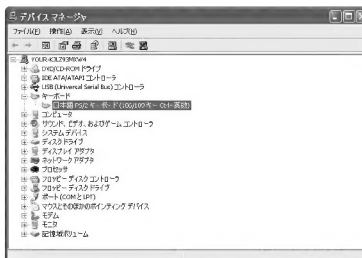 デバイス マネージャ
ファイル(F) 操作(A) 表示(V) ヘルプ(H)
DVD/CD-ROM ドライブ
IDE ATA/ATAPI コントローラ
USB (Universal Serial Bus) コントローラ
キーボード
日本語 PS/2 キーボード (106/109 キー Ctrl+英数)
コンピュータ
サウンド、ビデオ、およびゲーム コントローラ
システム デバイス
ディスク ドライブ
ディスプレイ アダプタ
ネットワーク アダプタ
プロセッサ
フロッピー ディスク コントローラ
フロッピー ディスク ドライブ
ポート (COM と LPT)
マウスとそのほかのポインティング デバイス
モデム
モニタ
記憶域ボリューム